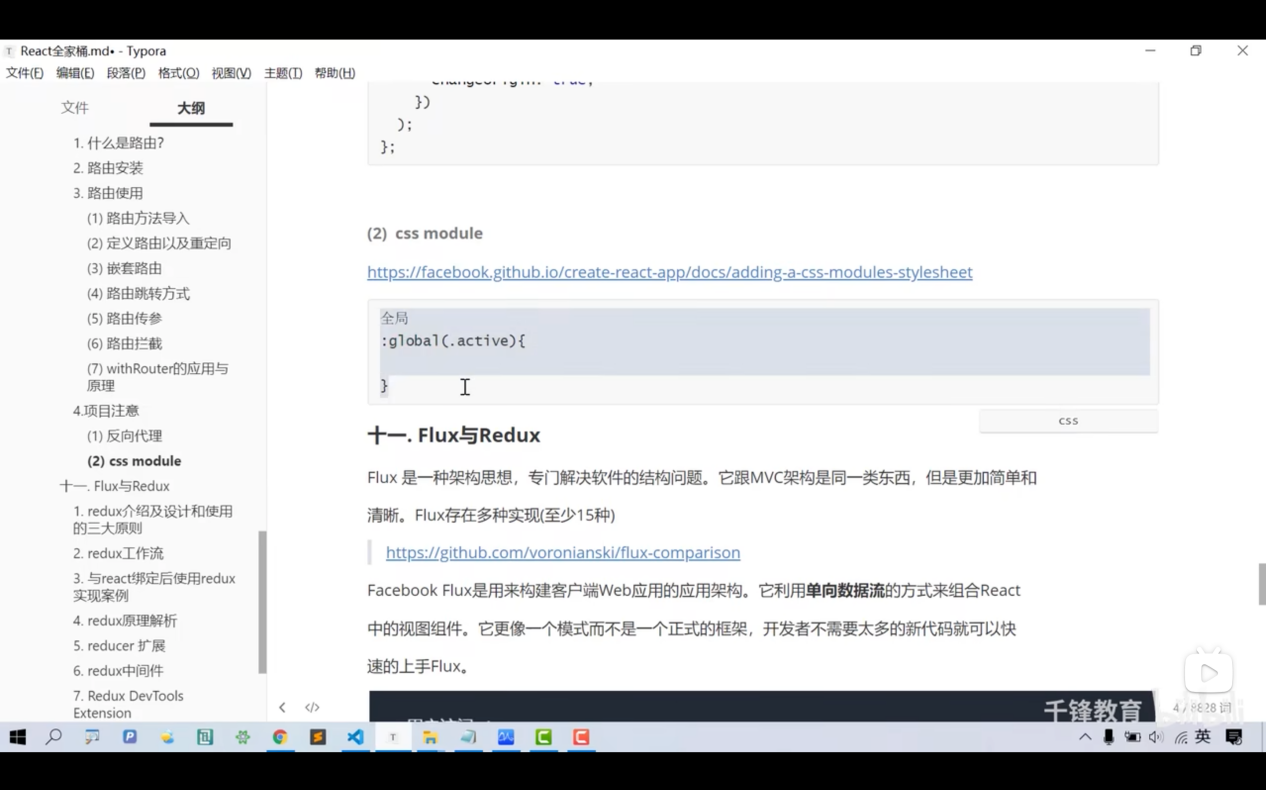 React全家桶.md• - Typora
文件(F) 编辑(E) 段落(P) 格式(O) 视图(V) 主题(T) 帮助(H)
文件 大纲
1. 什么是路由?
2. 路由安装
3. 路由使用
(1) 路由方法导入
(2) 定义路由以及重定向
(3) 嵌套路由
(4) 路由跳转方式
(5) 路由传参
(6) 路由拦截
(7) withRouter的应用与
原理
4.项目注意
(1) 反向代理
(2) css module
十一. Flux与Redux
1. redux介绍及设计和使用
的三大原则
2. redux工作流
3. 与react绑定后使用redux
实现案例
4. redux原理解析
5. reducer 扩展
6. redux中间件
7. Redux DevTools
Extension
changeOrigin: true,
})
);
};
(2) css module
https://facebook.github.io/create-react-app/docs/adding-a-css-modules-stylesheet
全局
:global(.active){
}
css
十一. Flux与Redux
Flux 是一种架构思想，专门解决软件的结构问题。它跟MVC架构是同一类东西，但是更加简单和
清晰。Flux存在多种实现(至少15种)
https://github.com/voronianski/flux-comparison
Facebook Flux是用来构建客户端Web应用的应用架构。它利用单向数据流的方式来组合React
中的视图组件。它更像一个模式而不是一个正式的框架，开发者不需要太多的新代码就可以快
速的上手Flux。
千锋教育
bilibili
4 / 8828 词
英